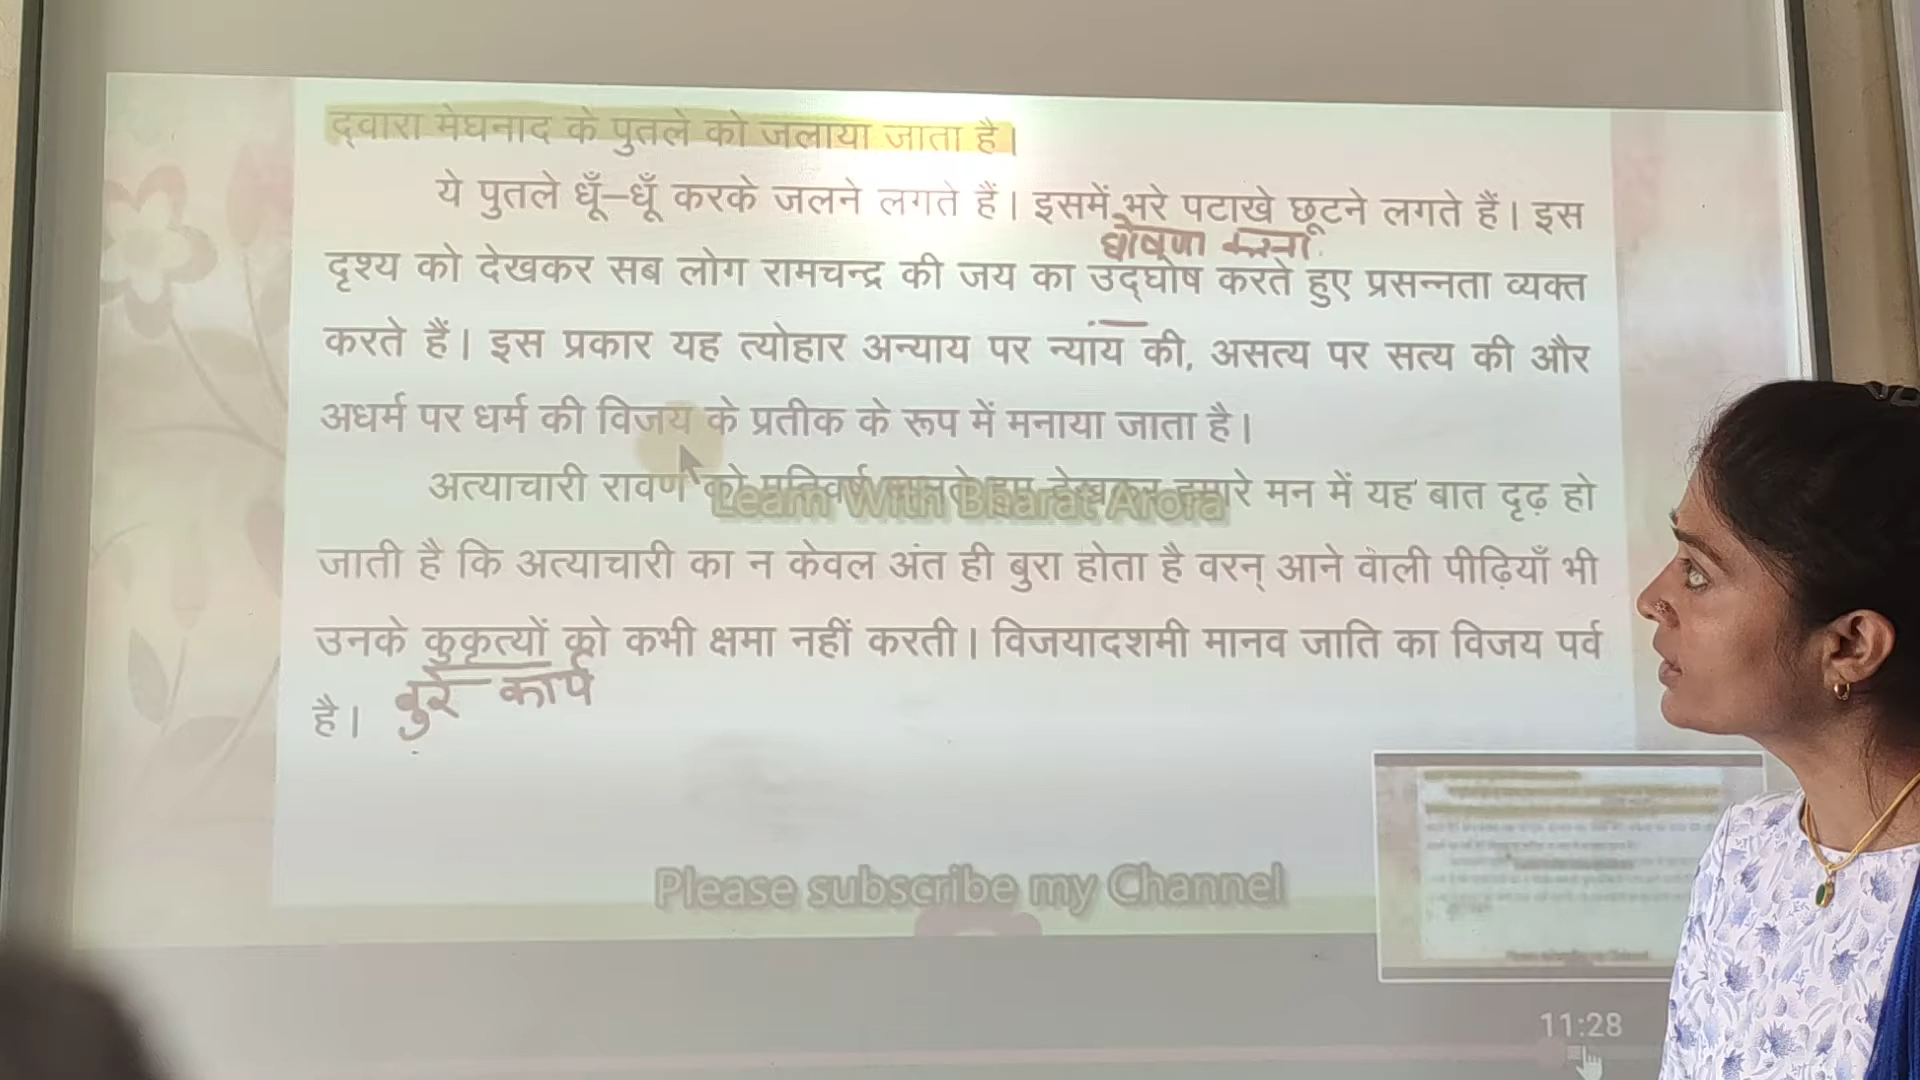 द्वारा मेघनाद के पुतले को जलाया जाता है।
ये पुतले धूँ–धूँ करके जलने लगते हैं। इसमें भरे पटाखे छूटने लगते हैं। इस
घोषणा करना
दृश्य को देखकर सब लोग रामचन्द्र की जय का उद्घोष करते हुए प्रसन्नता व्यक्त
करते हैं। इस प्रकार यह त्योहार अन्याय पर न्याय की, असत्य पर सत्य की और
अधर्म पर धर्म की विजय के प्रतीक के रूप में मनाया जाता है।
अत्याचारी रावण को मन में यह बात दृढ़ हो
Learn With Bharat Arora
जाती है कि अत्याचारी का न केवल अंत ही बुरा होता है वरन् आने वाली पीढ़ियाँ भी
उनके कुकृत्यों को कभी क्षमा नहीं करती। विजयादशमी मानव जाति का विजय पर्व
है।
बुरे कार्य
Please subscribe my Channel
11:28